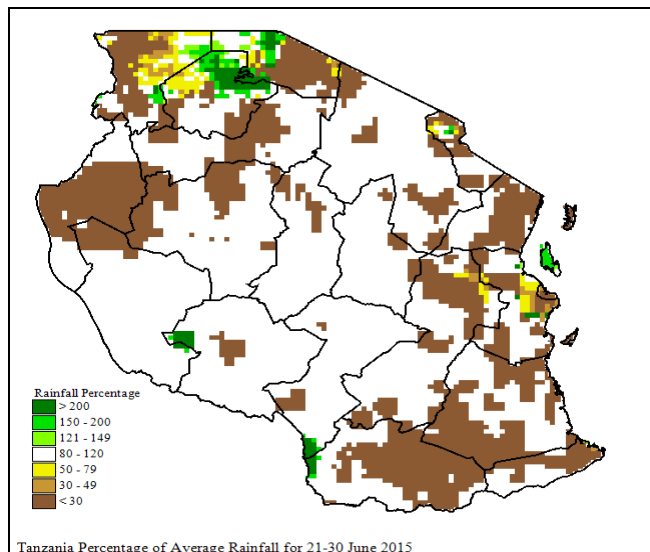 Rainfall Percentage
> 200
150 - 200
121 - 149
80 - 120
50 - 79
30 - 49
< 30
Tanzania Percentage of Average Rainfall for 21-30 June 2015